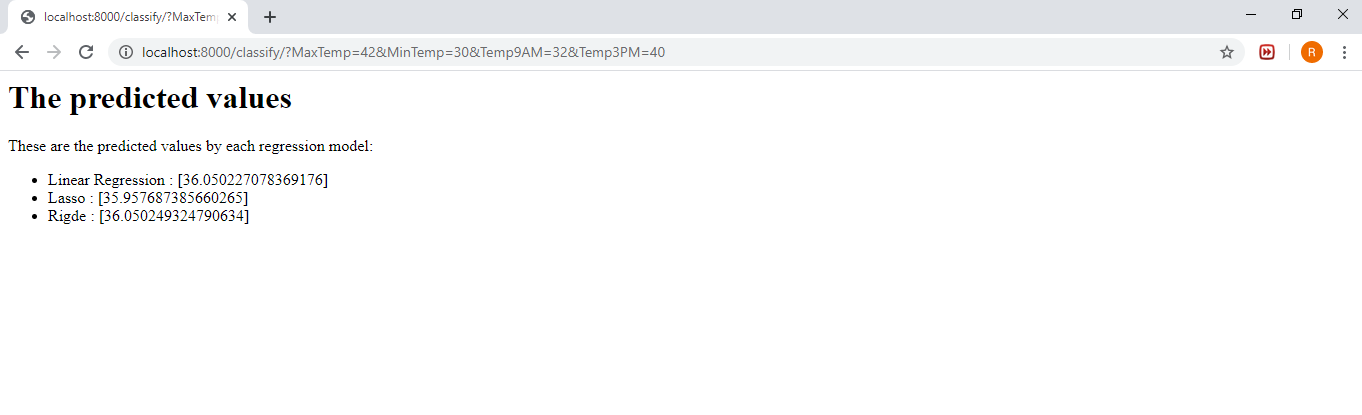 localhost:8000/classify/?MaxTem
localhost:8000/classify/?MaxTemp=42&MinTemp=30&Temp9AM=32&Temp3PM=40
R
The predicted values
These are the predicted values by each regression model:
• Linear Regression : [36.050227078369176]
• Lasso : [35.957687385660265]
• Rigde : [36.050249324790634]